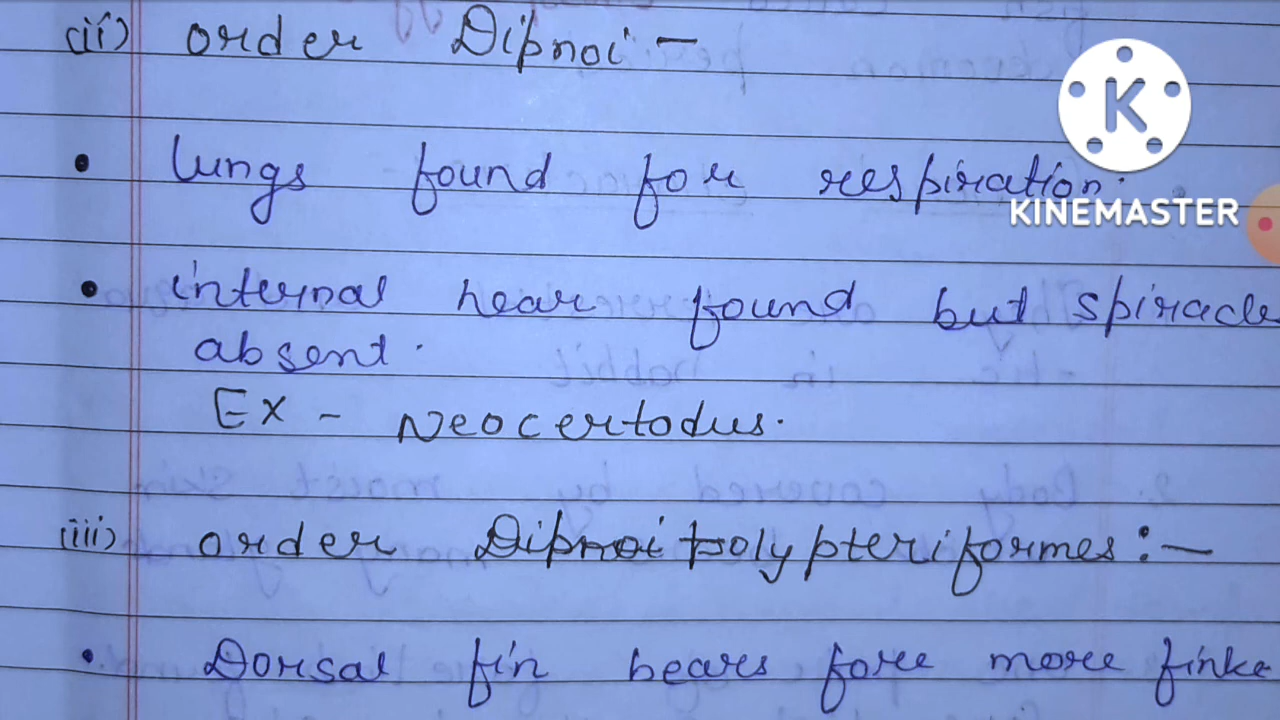 (ii) order Dipnoi -
• lungs found for respiration.
KINEMASTER
• internal near found but spiracle
absent.
Ex - Neocertodus.
(iii) order Dipnoi Polypteriformes:-
• Dorsal fin bears fore more finke